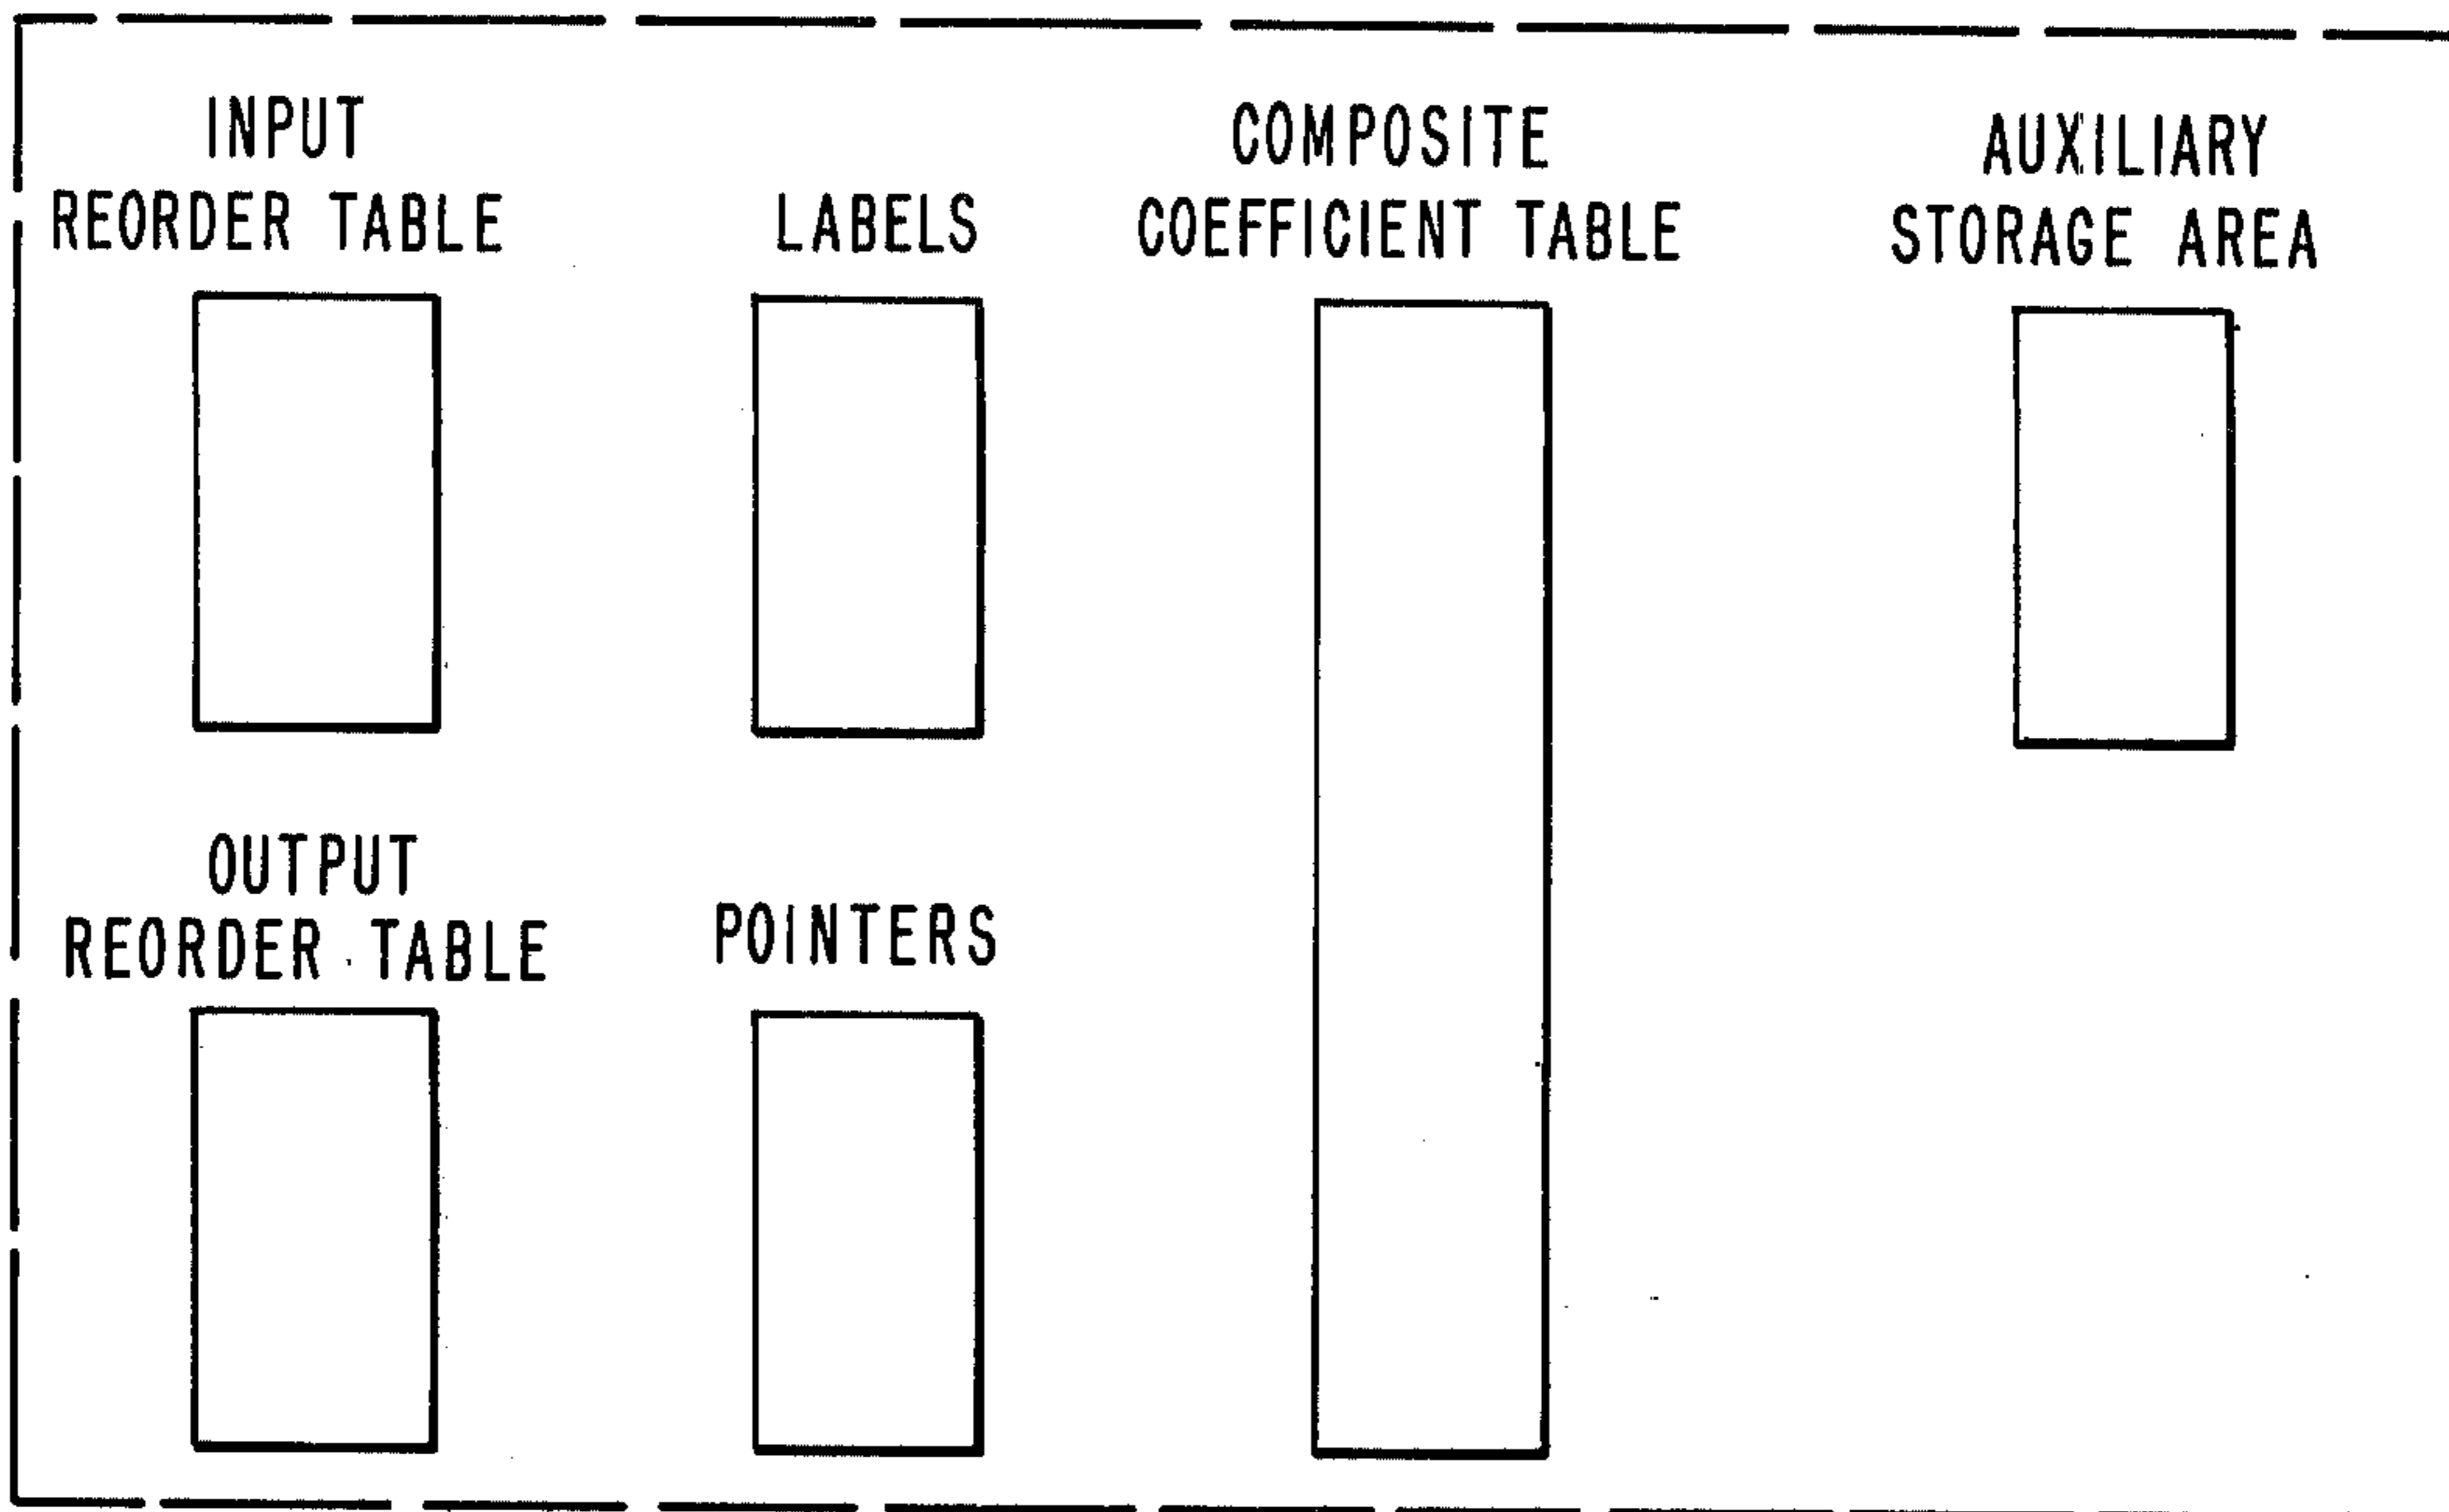 INPUT
REORDER TABLE
LABELS
COMPOSITE
COEFFICIENT TABLE
AUXILIARY
STORAGE AREA
OUTPUT
REORDER TABLE
POINTERS